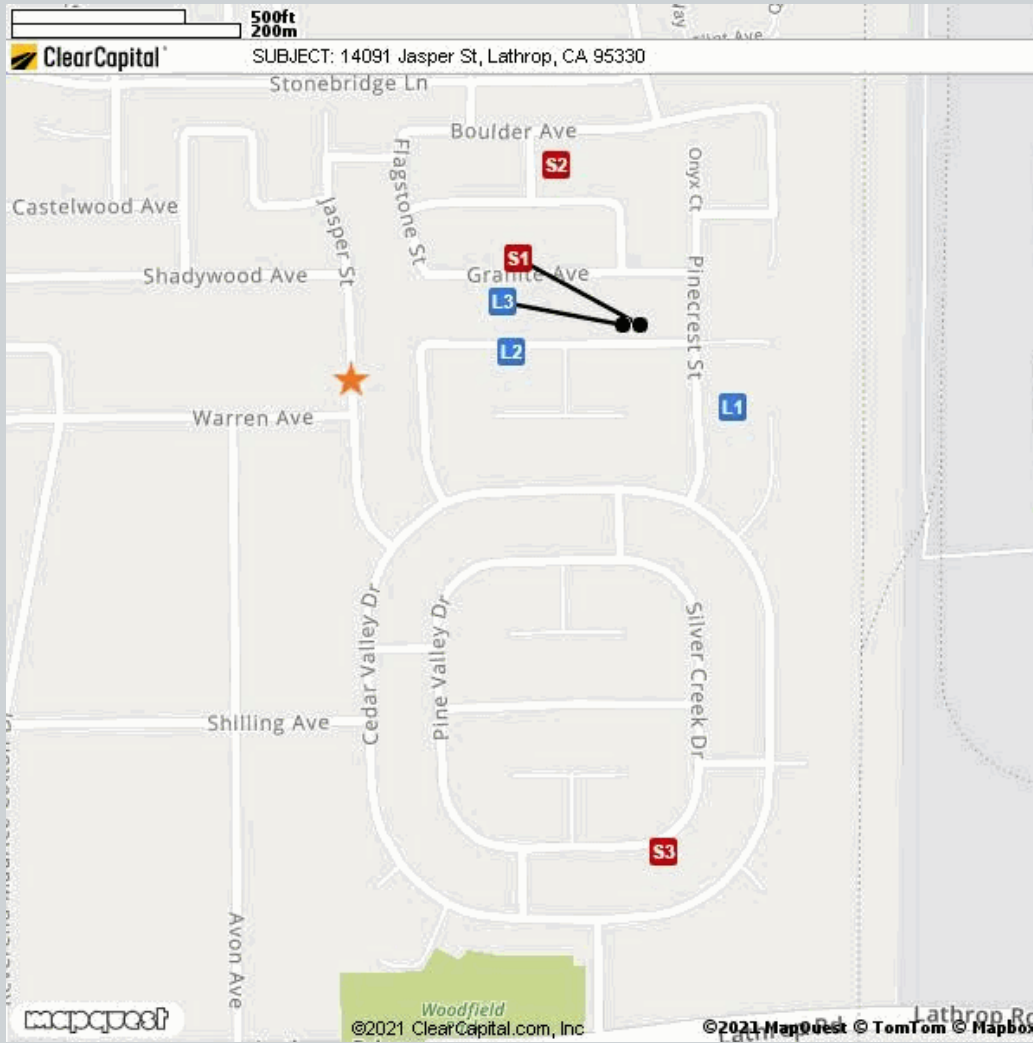 500ft
200m
ClearCapital
SUBJECT: 14091 Jasper St, Lathrop, CA 95330
Stonebridge Ln
Boulder Ave
Flagstone St
S2
Onyx Ct
Castelwood Ave
Jasper St
Shadywood Ave
S1
Granite Ave
L3
Pinecrest St
L2
L1
Warren Ave
Cedar Valley Dr
Pine Valley Dr
Silver Creek Dr
Shilling Ave
S3
Avon Ave
Woodfield
mapquest
©2021 ClearCapital.com, Inc
©2021 MapQuest © TomTom © Mapbox
Lathrop Rd
Lathrop Rd